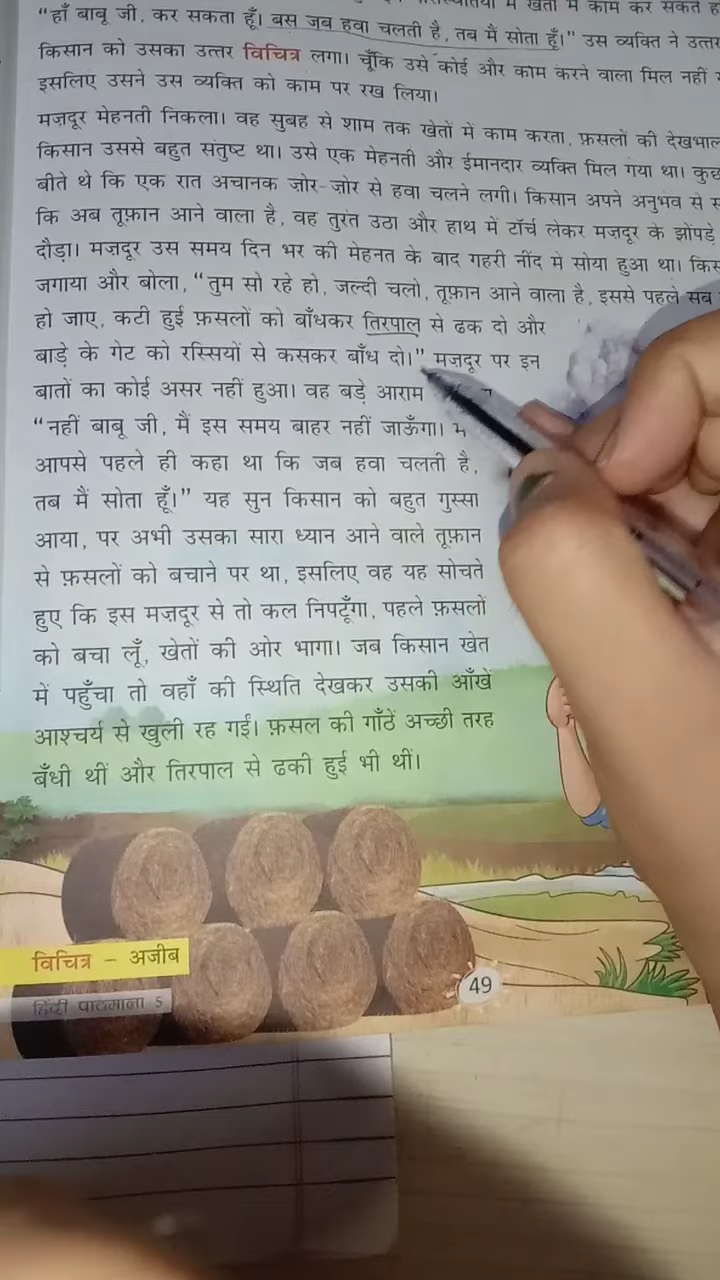 में खेतों में काम कर सकते
“हाँ बाबू जी, कर सकता हूँ। बस जब हवा चलती है, तब मैं सोता हूँ।” उस व्यक्ति ने उत्तर
किसान को उसका उत्तर विचित्र लगा। चूँकि उसे कोई और काम करने वाला मिल नहीं
इसलिए उसने उस व्यक्ति को काम पर रख लिया।
मज़दूर मेहनती निकला। वह सुबह से शाम तक खेतों में काम करता, फ़सलों की देखभाल
किसान उससे बहुत संतुष्ट था। उसे एक मेहनती और ईमानदार व्यक्ति मिल गया था। कुछ
बीते थे कि एक रात अचानक ज़ोर-ज़ोर से हवा चलने लगी। किसान अपने अनुभव से
कि अब तूफ़ान आने वाला है, वह तुरंत उठा और हाथ में टॉर्च लेकर मज़दूर के झोंपड़े
दौड़ा। मज़दूर उस समय दिन भर की मेहनत के बाद गहरी नींद में सोया हुआ था।
जगाया और बोला, “तुम सो रहे हो, जल्दी चलो, तूफ़ान आने वाला है, इससे पहले सब
हो जाए, कटी हुई फ़सलों को बाँधकर तिरपाल से ढक दो और
बाड़े के गेट को रस्सियों से कसकर बाँध दो।” मज़दूर पर इन
बातों का कोई असर नहीं हुआ। वह बड़े आराम
“नहीं बाबू जी, मैं इस समय बाहर नहीं जाऊँगा।
आपसे पहले ही कहा था कि जब हवा चलती है,
तब मैं सोता हूँ।” यह सुन किसान को बहुत गुस्सा
आया, पर अभी उसका सारा ध्यान आने वाले तूफ़ान
से फ़सलों को बचाने पर था, इसलिए वह यह सोचते
हुए कि इस मज़दूर से तो कल निपटूँगा, पहले फ़सलों
को बचा लूँ, खेतों की ओर भागा। जब किसान खेत
में पहुँचा तो वहाँ की स्थिति देखकर उसकी आँखें
आश्चर्य से खुली रह गईं। फ़सल की गाँठें अच्छी तरह
बँधी थीं और तिरपाल से ढकी हुई भी थीं।
विचित्र – अजीब
49
हिंदी पाठमाला 5